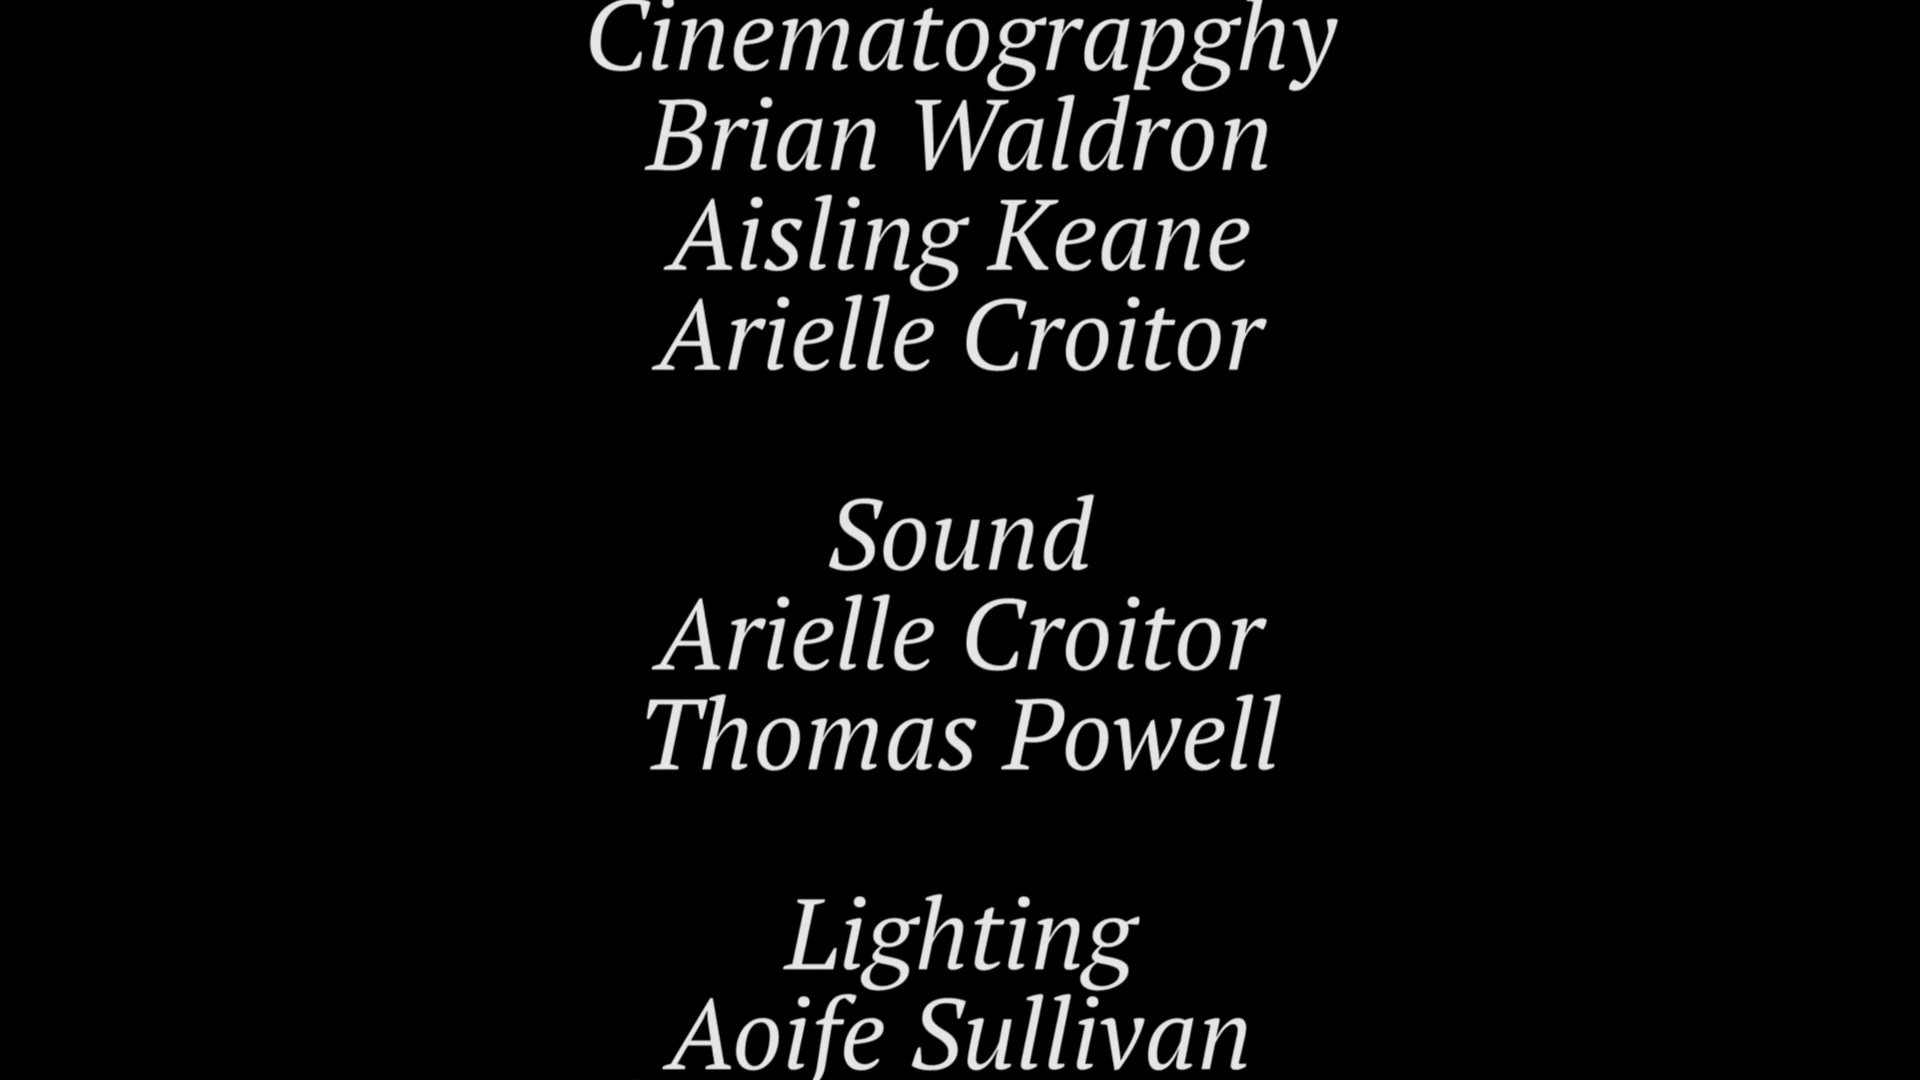 Cinematograpghy
Brian Waldron
Aisling Keane
Arielle Croitor
Sound
Arielle Croitor
Thomas Powell
Lighting
Aoife Sullivan